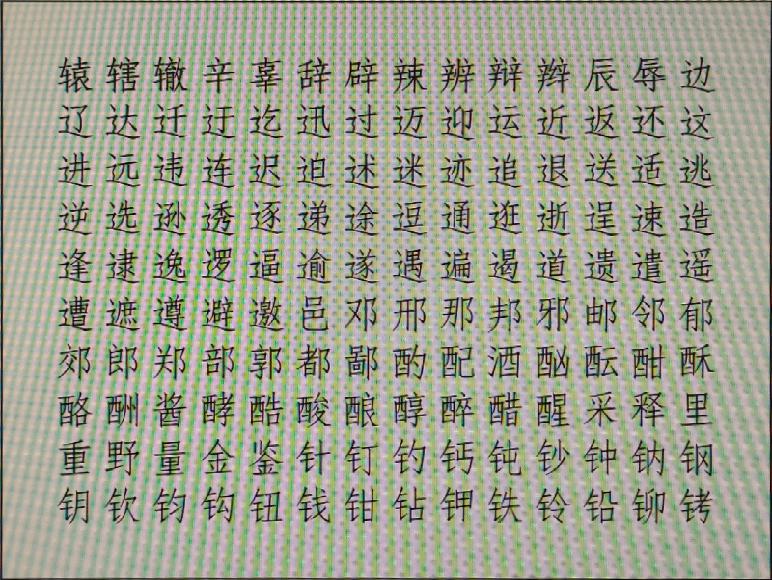 辕辖辙辛辜辞辟辣辨辩辫辰辱边
辽达迁迂迄迅过迈迎运近返还这
进远违连迟迫述迷迹追退送适逃
逆选逊透逐递途逗通逛逝逞速造
逢逮逸逻逼逾遂遇遍遏道遗遣遥
遭遮遵避邀邑邓邢那邦邪邮邻郁
郊郎郑部郭都鄙酌配酒酗酝酣酥
酪酬酱酵酷酸酿醇醉醋醒采释里
重野量金鉴针钉钓钙钝钞钟钠钢
钥钦钧钩钮钱钳钻钾铁铃铅铆铐